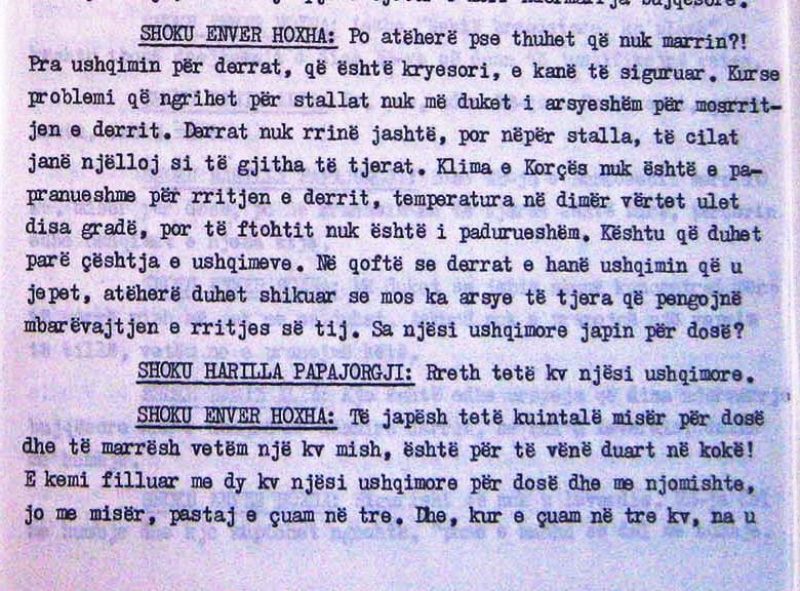 SHOKU ENVER HOXHA: Po atëherë pse thuhet që nuk marrin?!
Pra ushqimin për derrat, që është kryesori, e kanë të siguruar. Kurse
problemi që ngrihet për stallat nuk më duket i arsyeshëm për mosrrit-
jen e derrit. Derrat nuk rrinë jashtë, por nëpër stalla, të cilat
janë njëlloj si të gjitha të tjerat. Klima e Korçës nuk është e pa-
pranueshme për rritjen e derrit, temperatura në dimër vërtet ulet
disa gradë, por të ftohtit nuk është i padurueshëm. Kështu që duhet
parë çështja e ushqimeve. Në qoftë se derrat e hanë ushqimin që u
jepet, atëherë duhet shikuar se mos ka arsye të tjera që pengojnë
mbarëvajtjen e rritjes së tij. Sa njësi ushqimore japin për dosë?
SHOKU HARILLA PAPAJORGJI: Rreth tetë kv njësi ushqimore.
SHOKU ENVER HOXHA: Të japësh tetë kuintalë misër për dosë
dhe të marrësh vetëm një kv mish, është për të vënë duart në kokë!
E kemi filluar me dy kv njësi ushqimore për dosë dhe me njomishte,
jo me misër, pastaj e çuam në tre. Dhe, kur e çuam në tre kv, na u